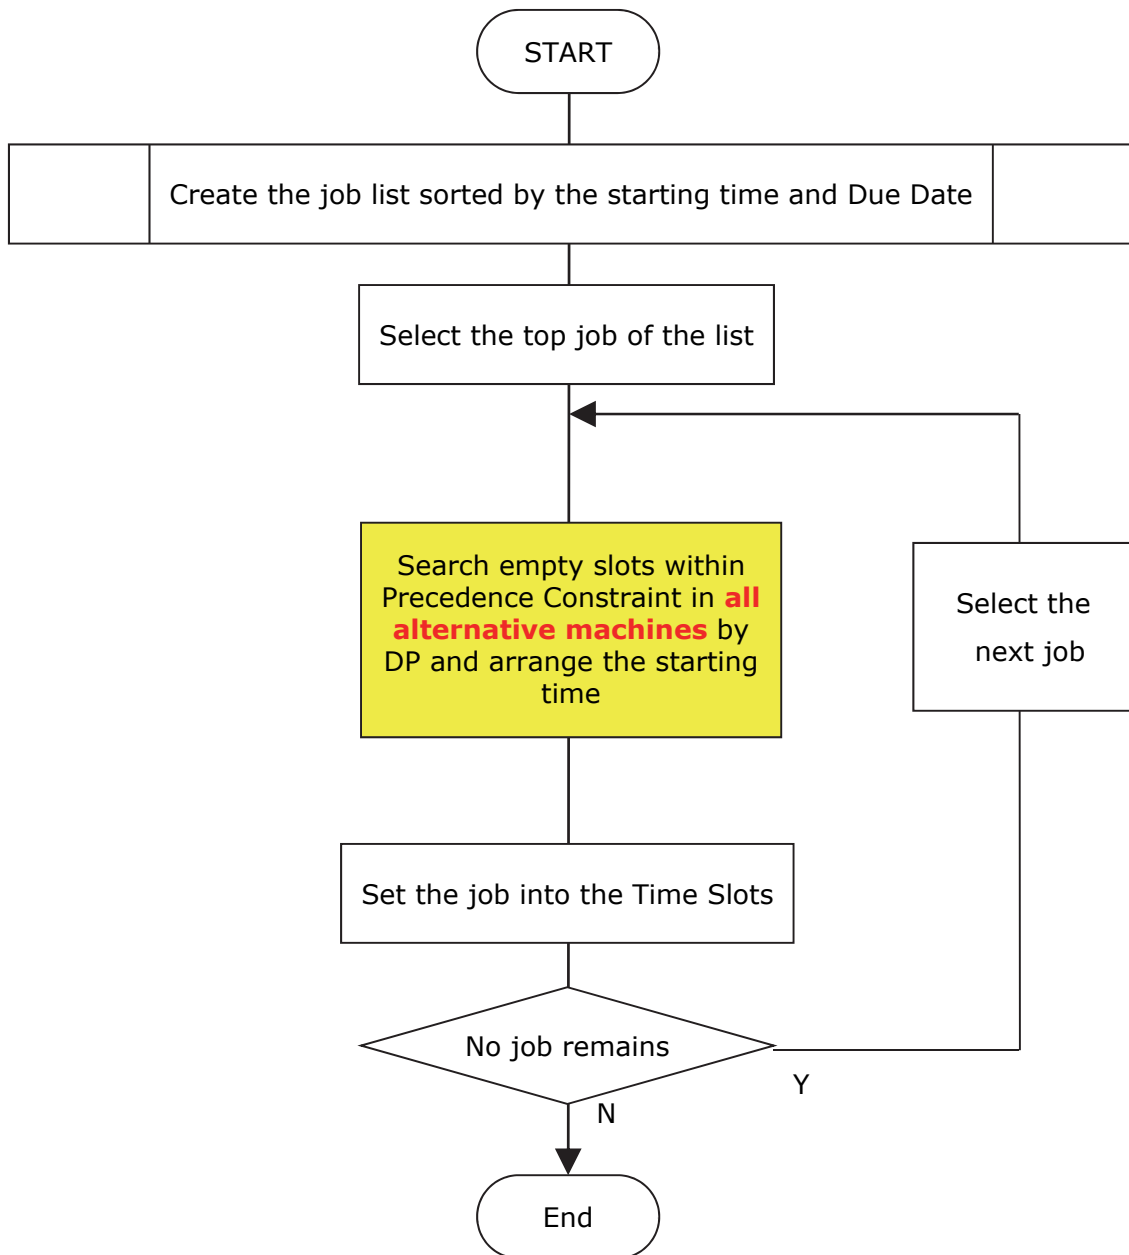 START
Create the job list sorted by the starting time and Due Date
Select the top job of the list
Search empty slots within
Precedence Constraint in all
alternative machines by
DP and arrange the starting
time
Select the
next job
Set the job into the Time Slots
No job remains
Y
N
End